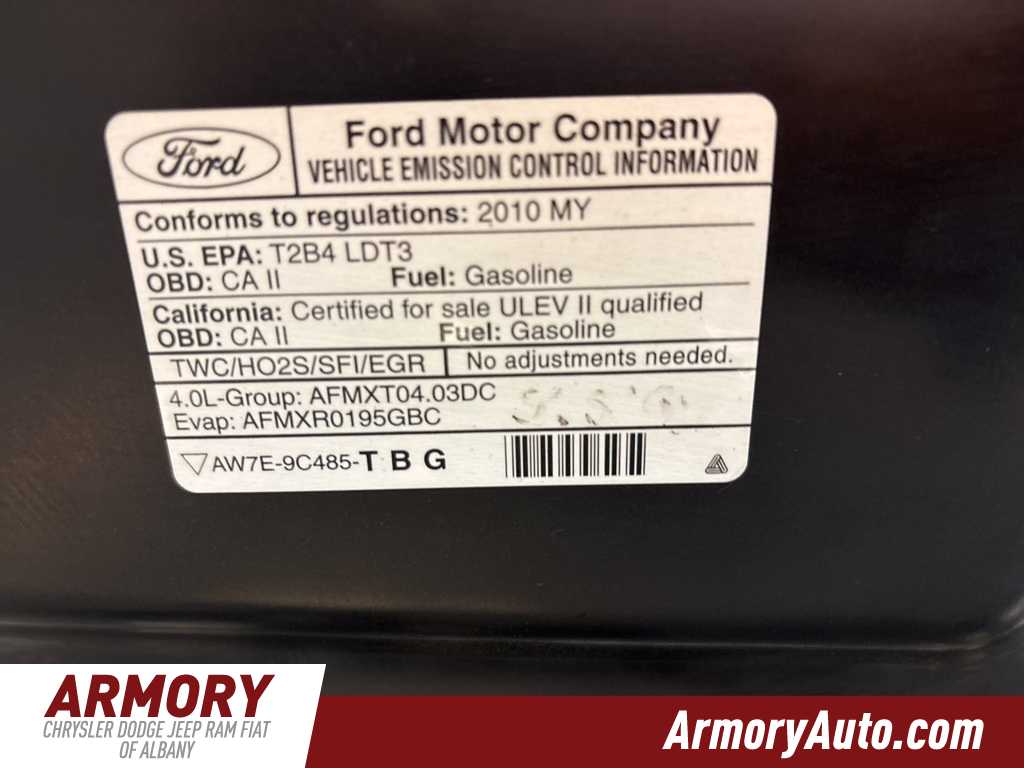 Ford
Ford Motor Company
VEHICLE EMISSION CONTROL INFORMATION
Conforms to regulations: 2010 MY
U.S. EPA: T2B4 LDT3
OBD: CA II Fuel: Gasoline
California: Certified for sale ULEV II qualified
OBD: CA II Fuel: Gasoline
TWC/HO2S/SFI/EGR No adjustments needed.
4.0L-Group: AFMXT04.03DC
Evap: AFMXR0195GBC
AW7E-9C485-TBG
ARMORY
CHRYSLER DODGE JEEP RAM FIAT
OF ALBANY
ArmoryAuto.com